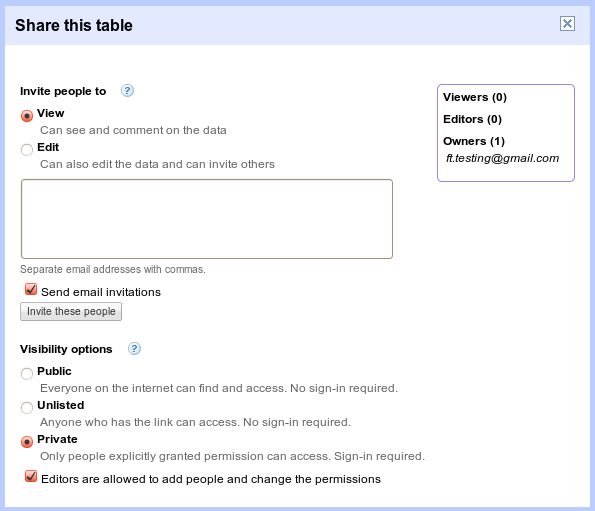 Share this table
Invite people to
View
Can see and comment on the data
Edit
Can also edit the data and can invite others
Separate email addresses with commas.
Send email invitations
Invite these people
Viewers (0)
Editors (0)
Owners (1)
ft.testing@gmail.com
Visibility options
Public
Everyone on the internet can find and access. No sign-in required.
Unlisted
Anyone who has the link can access. No sign-in required.
Private
Only people explicitly granted permission can access. Sign-in required.
Editors are allowed to add people and change the permissions